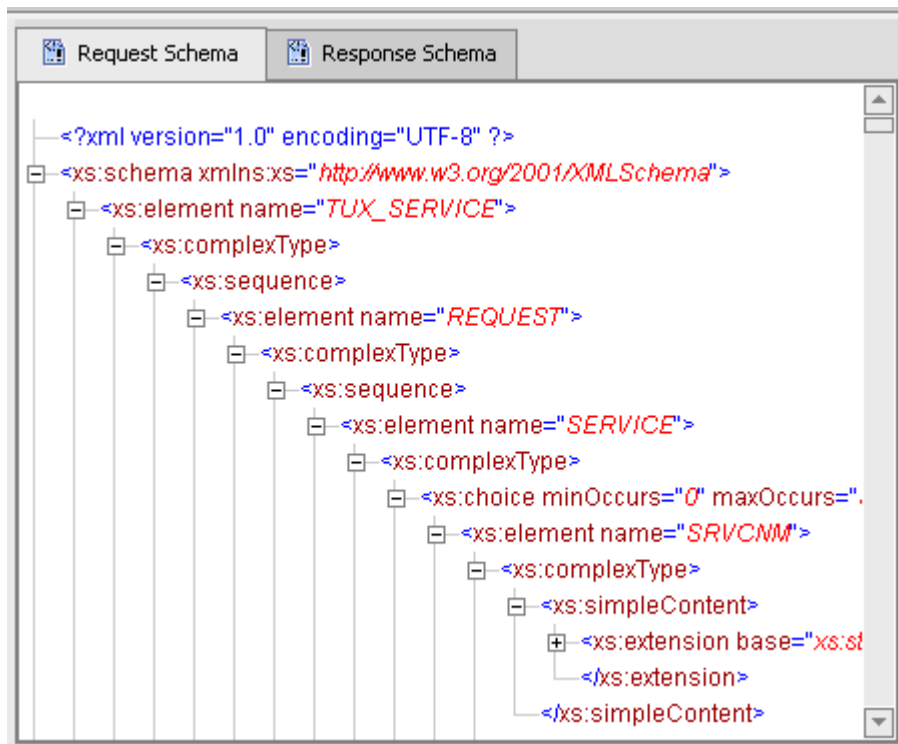 Request Schema
Response Schema
<?xml version="1.0" encoding="UTF-8" ?>
<xs:schema xmlns:xs="http://www.w3.org/2001/XMLSchema">
<xs:element name="TUX_SERVICE">
<xs:complexType>
<xs:sequence>
<xs:element name="REQUEST">
<xs:complexType>
<xs:sequence>
<xs:element name="SERVICE">
<xs:complexType>
<xs:choice minOccurs="0" maxOccurs="
<xs:element name="SRVCNM">
<xs:complexType>
<xs:simpleContent>
<xs:extension base="xs:st
</xs:extension>
</xs:simpleContent>